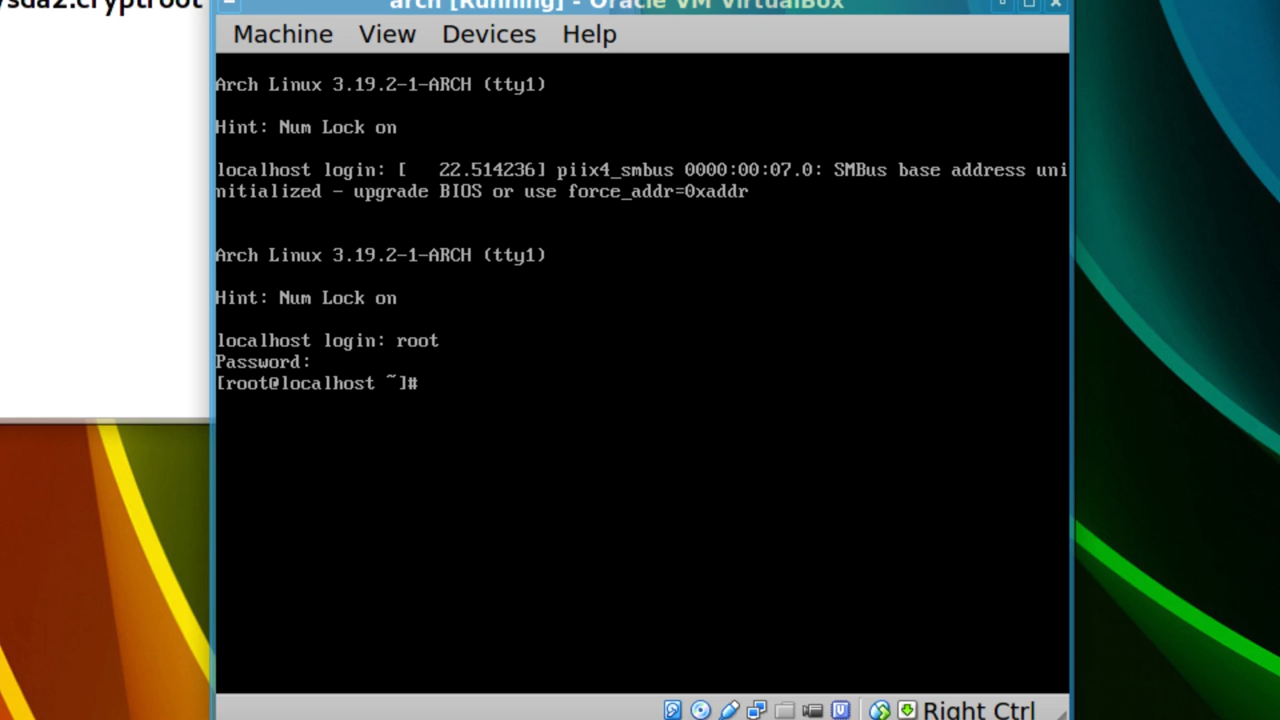 sda2:cryptroot
arch [Running] - Oracle VM VirtualBox
Machine View Devices Help
Arch Linux 3.19.2-1-ARCH (tty1)
Hint: Num Lock on
localhost login: [   22.514236] piix4_smbus 0000:00:07.0: SMBus base address uni
nitialized - upgrade BIOS or use force_addr=0xaddr
Arch Linux 3.19.2-1-ARCH (tty1)
Hint: Num Lock on
localhost login: root
Password:
[root@localhost ~]#
Right Ctrl